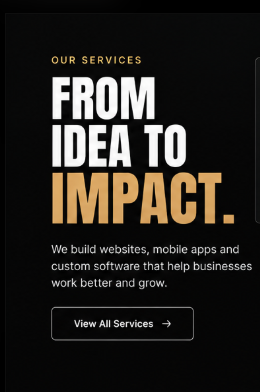 OUR SERVICES
FROM
IDEA TO
IMPACT.
We build websites, mobile apps and
custom software that help businesses
work better and grow.
View All Services →